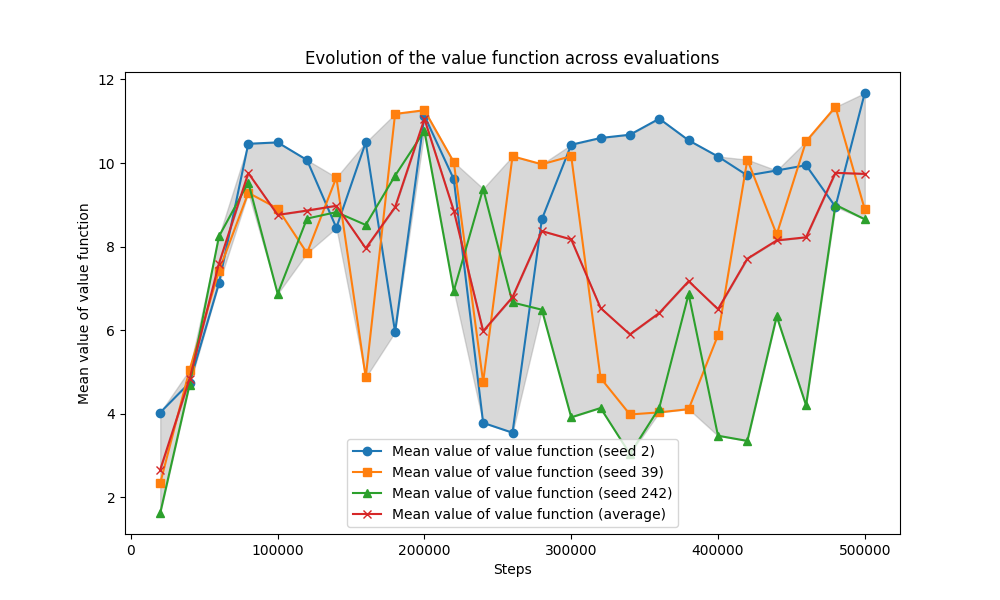 Evolution of the value function across evaluations
Mean value of value function
12
10
8
6
4
2
Mean value of value function (seed 2)
Mean value of value function (seed 39)
Mean value of value function (seed 242)
Mean value of value function (average)
0
100000
200000
300000
400000
500000
Steps